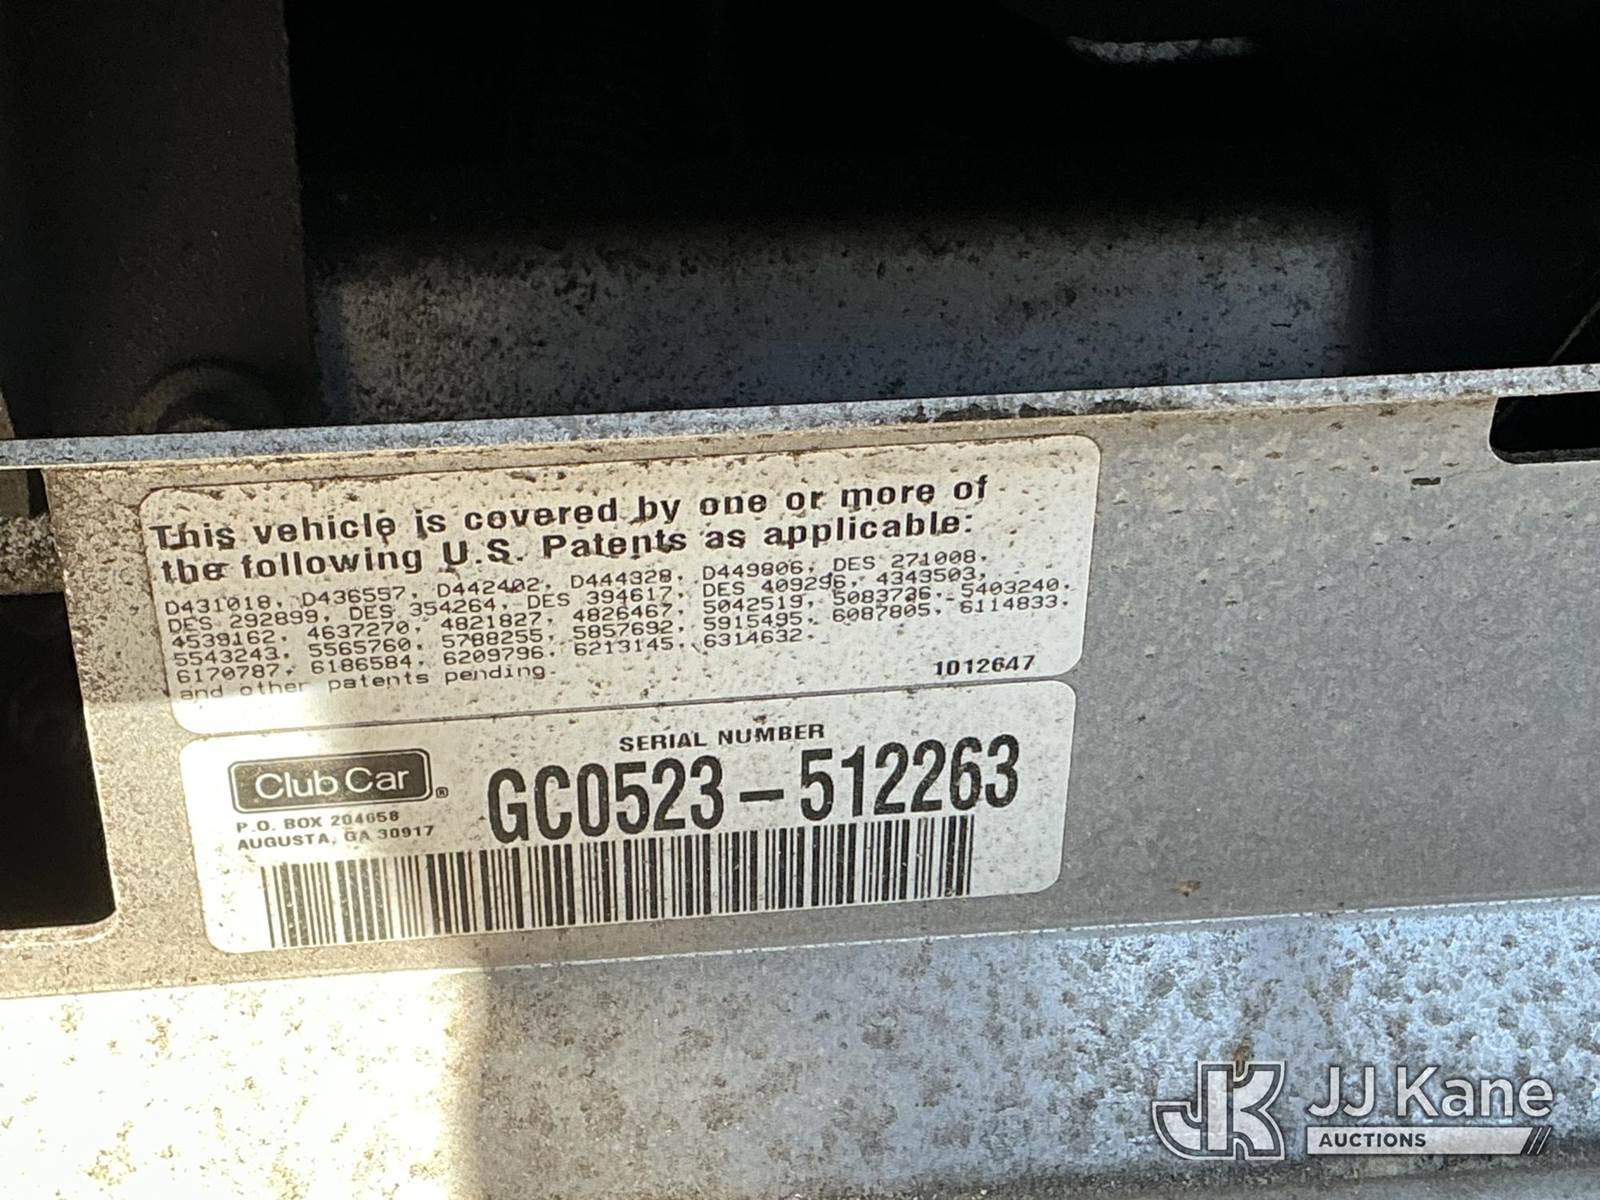 This vehicle is covered by one or more of
the following U.S. Patents as applicable:
D431018, D436557, D442402, D444328, D449806, DES 271008,
DES 292899, DES 354264, DES 394617, DES 409296, 4343503,
4539162, 4637270, 4821827, 4826467, 5042519, 5083736, 5403240,
5543243, 5565760, 5788255, 5857692, 5915495, 6087805, 6114833,
6170787, 6186584, 6209796, 6213145, 6314632.
and other patents pending.
1012647
SERIAL NUMBER
Club Car®
GC0523-512263
P.O. BOX 204658
AUGUSTA, GA 30917
JK JJ Kane
AUCTIONS